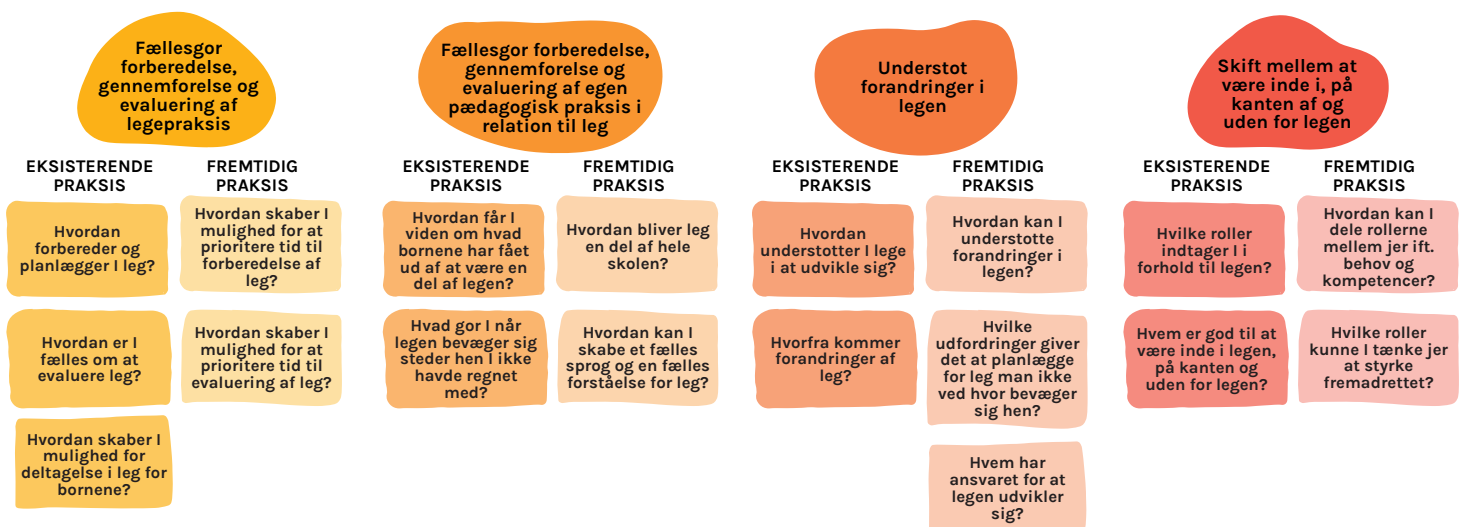 Fællesgor
forberedelse,
gennemforelse og
evaluering af
legepraksis
EKSISTERENDE
PRAKSIS
Hvordan
forbereder og
planlægger I leg?
Hvordan er I
fælles om at
evaluere leg?
Hvordan skaber I
mulighed for
deltagelse i leg for
bornene?
FREMTIDIG
PRAKSIS
Hvordan skaber I
mulighed for at
prioritere tid til
forberedelse af
leg?
Hvordan skaber I
mulighed for at
prioritere tid til
evaluering af leg?
Fællesgor forberedelse,
gennemforelse og
evaluering af egen
pædagogisk praksis i
relation til leg
EKSISTERENDE
PRAKSIS
Hvordan får I
viden om hvad
bornene har fået
ud af at være en
del af legen?
Hvad gor I når
legen bevæger sig
steder hen I ikke
havde regnet
med?
FREMTIDIG
PRAKSIS
Hvordan bliver leg
en del af hele
skolen?
Hvordan kan I
skabe et fælles
sprog og en fælles
forståelse for leg?
Understot
forandringer i
legen
EKSISTERENDE
PRAKSIS
Hvordan
understotter I lege
i at udvikle sig?
Hvorfra kommer
forandringer af
leg?
FREMTIDIG
PRAKSIS
Hvordan kan I
understotte
forandringer i
legen?
Hvilke
udfordringer giver
det at planlægge
for leg man ikke
ved hvor bevæger
sig hen?
Hvem har
ansvaret for at
legen udvikler
sig?
Skift mellem at
være inde i, på
kanten af og
uden for legen
EKSISTERENDE
PRAKSIS
Hvilke roller
indtager I i
forhold til legen?
Hvem er god til at
være inde i legen,
på kanten og
uden for legen?
FREMTIDIG
PRAKSIS
Hvordan kan I
dele rollerne
mellem jer ift.
behov og
kompetencer?
Hvilke roller
kunne I tænke jer
at styrke
fremadrettet?